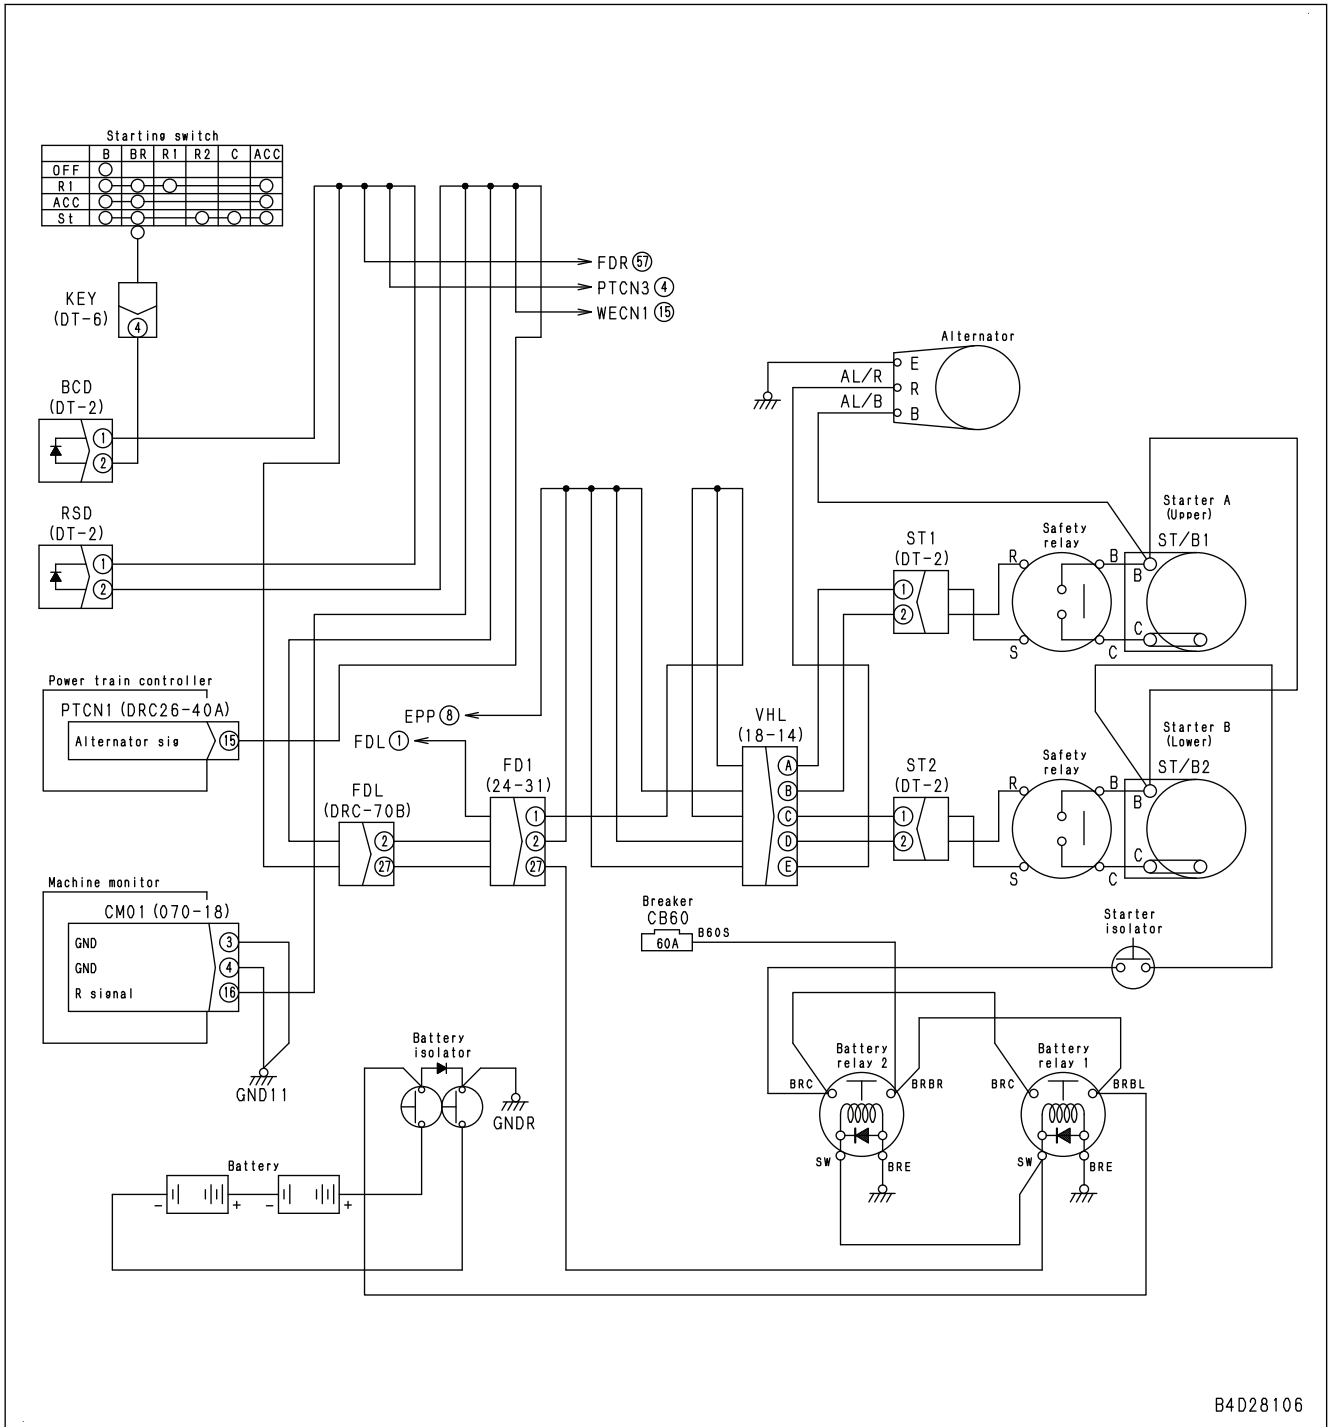 Starting switch
B BR R1 R2 C ACC
OFF
R1
ACC
St
KEY
(DT-6)
4
FDR 57
PTCN3 4
WECN1 15
BCD
(DT-2)
1
2
RSD
(DT-2)
1
2
Alternator
E
AL/R R
AL/B B
Starter A
(Upper)
ST/B1
Safety
relay
ST1
(DT-2)
1
2
R B B
S C C
Power train controller
PTCN1 (DRC26-40A)
Alternator sig 15
EPP 8
FDL 1
FDL
(DRC-70B)
2
27
FD1
(24-31)
1
2
27
VHL
(18-14)
A
B
C
D
E
ST2
(DT-2)
1
2
Starter B
(Lower)
ST/B2
Safety
relay
R B B
S C C
Machine monitor
CM01 (070-18)
GND 3
GND 4
R signal 16
GND11
Breaker
CB60
60A B60S
Starter
isolator
Battery
isolator
GNDR
Battery
relay 2
BRC BRBR
SW BRE
Battery
relay 1
BRC BRBL
SW BRE
Battery
- + - +
B4D28106